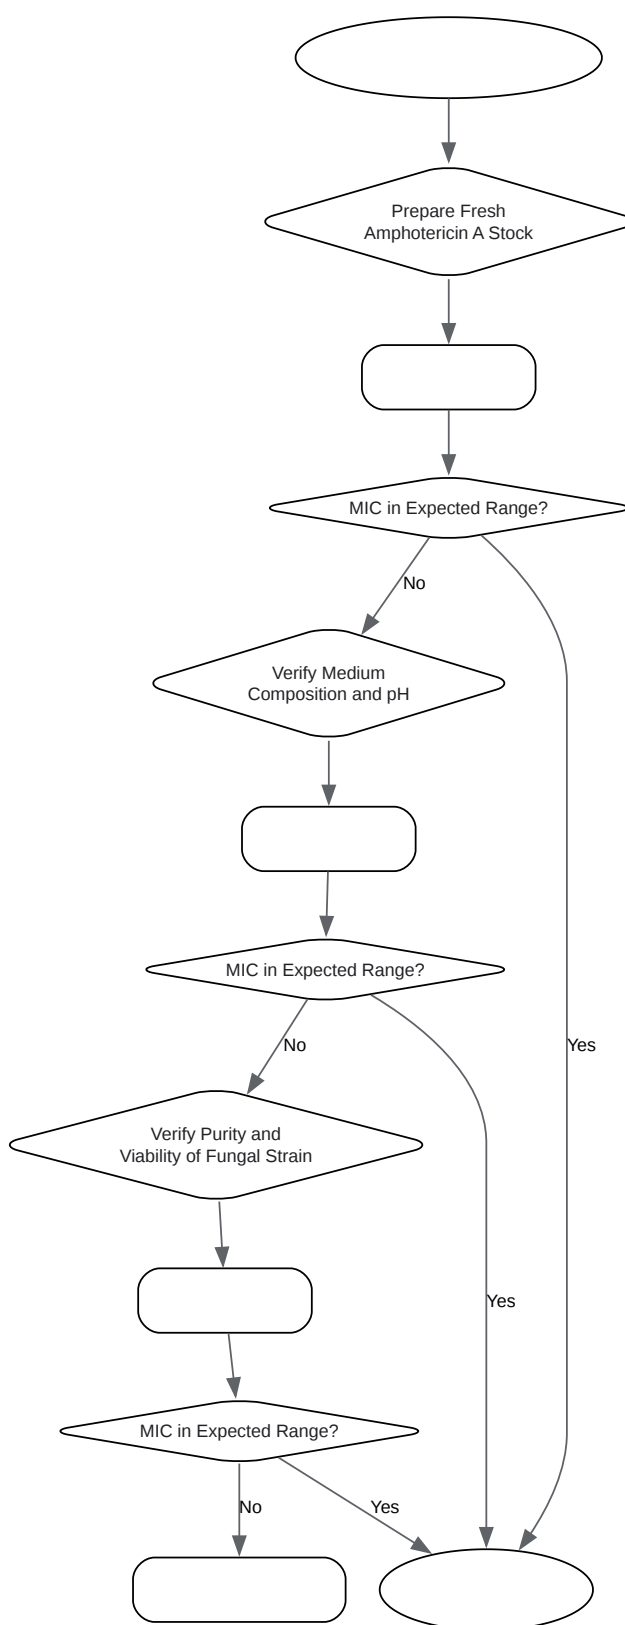 Prepare Fresh
Amphotericin A Stock
MIC in Expected Range?
No
Verify Medium
Composition and pH
MIC in Expected Range?
No
Yes
Verify Purity and
Viability of Fungal Strain
Yes
MIC in Expected Range?
No
Yes